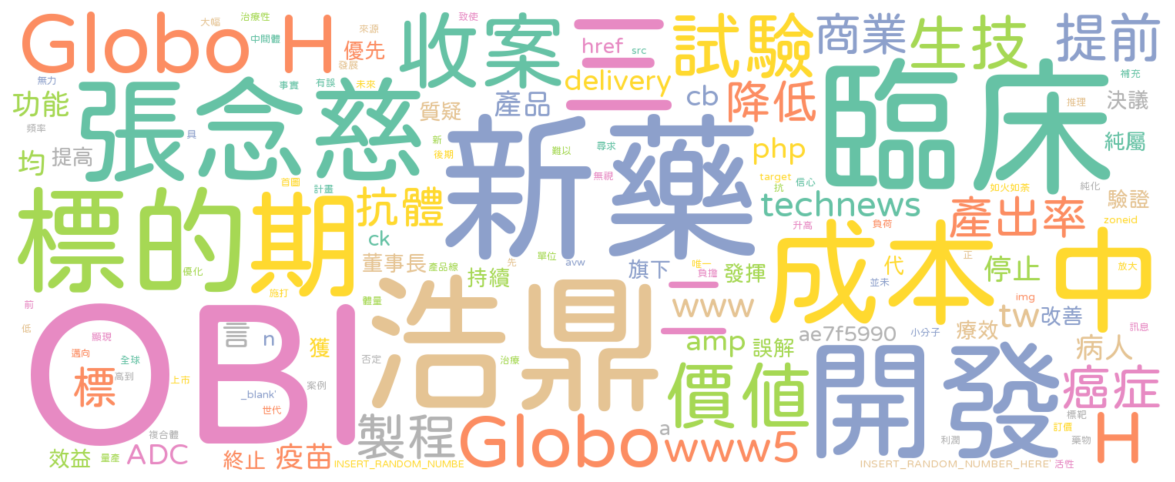 大幅
治療性
中間體
致使
來源
發展
Globo H
優先
收案
三
href
src
delivery
試驗
商業
生技
提前
無力
功能
頻率
均
提高
事實
有誤
未來
張念慈
質疑
產品
cb
降低
臨床
補充
決議
推理
純屬
新
後期
難以
尋求
無視
新藥
php
target
抗
信心
technews
如火如荼
純化
驗證
zoneid
具
計畫
標的
期
抗體
ck
董事長
產品線
持續
先
單位
avw
旗下
唯一
負擔
發揮
升高
負荷
產出率
代
並未
正
停止
放大
成本
中
優化
施打
前
低
體量
二
www
ae7f5990
小分子
img
tw
改善
訊息
OBI
言
n
獲
浩鼎
amp
誤解
療效
病人
顯現
邁向
全球
高到
標
上市
否定
治療
案例
_blank'
世代
價值
開發
癌症
標靶
訂價
利潤
藥物
複合體
製程
Globo
a
www5
H
效益
量產
ADC
終止
疫苗
INSERT_RANDOM_NUMBE
INSERT_RANDOM_NUMBER_HERE
活性